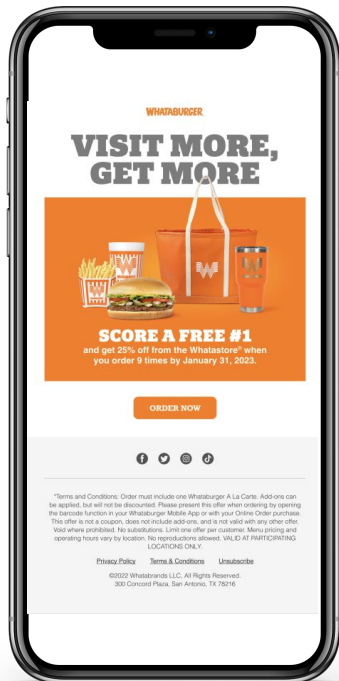 WHATABURGER
VISIT MORE,
GET MORE
SCORE A FREE #1
and get 25% off from the Whatastore® when
you order 9 times by January 31, 2023.
ORDER NOW
*Terms and Conditions: Order must include one Whataburger A La Carte. Add-ons can
be applied, but will not be discounted. Please present this offer when ordering by opening
the barcode function in your Whataburger Mobile App or with your Online Order purchase.
This offer is not a coupon, does not include add-ons, and is not valid with any other offer.
Void where prohibited. No substitutions. Limit one offer per customer. Menu pricing and
operating hours vary by location. No reproductions allowed. VALID AT PARTICIPATING
LOCATIONS ONLY.
Privacy Policy Terms & Conditions Unsubscribe
©2022 Whatabrands LLC. All Rights Reserved.
300 Concord Plaza, San Antonio, TX 78216